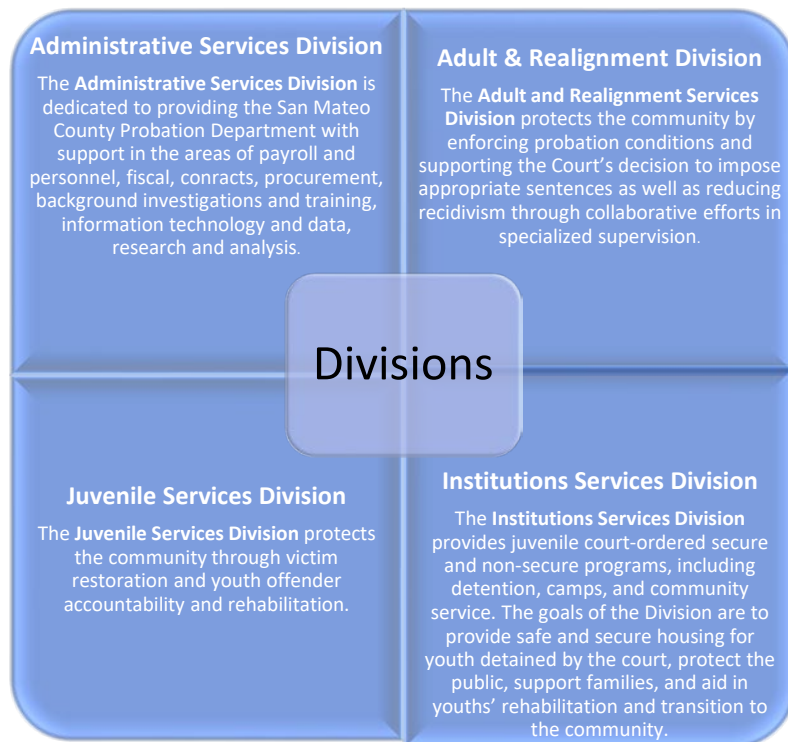 Administrative Services Division
The Administrative Services Division is
dedicated to providing the San Mateo
County Probation Department with
support in the areas of payroll and
personnel, fiscal, conracts, procurement,
background investigations and training,
information technology and data,
research and analysis.
Adult & Realignment Division
The Adult and Realignment Services
Division protects the community by
enforcing probation conditions and
supporting the Court’s decision to impose
appropriate sentences as well as reducing
recidivism through collaborative efforts in
specialized supervision.
Divisions
Juvenile Services Division
The Juvenile Services Division protects
the community through victim
restoration and youth offender
accountability and rehabilitation.
Institutions Services Division
The Institutions Services Division
provides juvenile court-ordered secure
and non-secure programs, including
detention, camps, and community
service. The goals of the Division are to
provide safe and secure housing for
youth detained by the court, protect the
public, support families, and aid in
youths’ rehabilitation and transition to
the community.